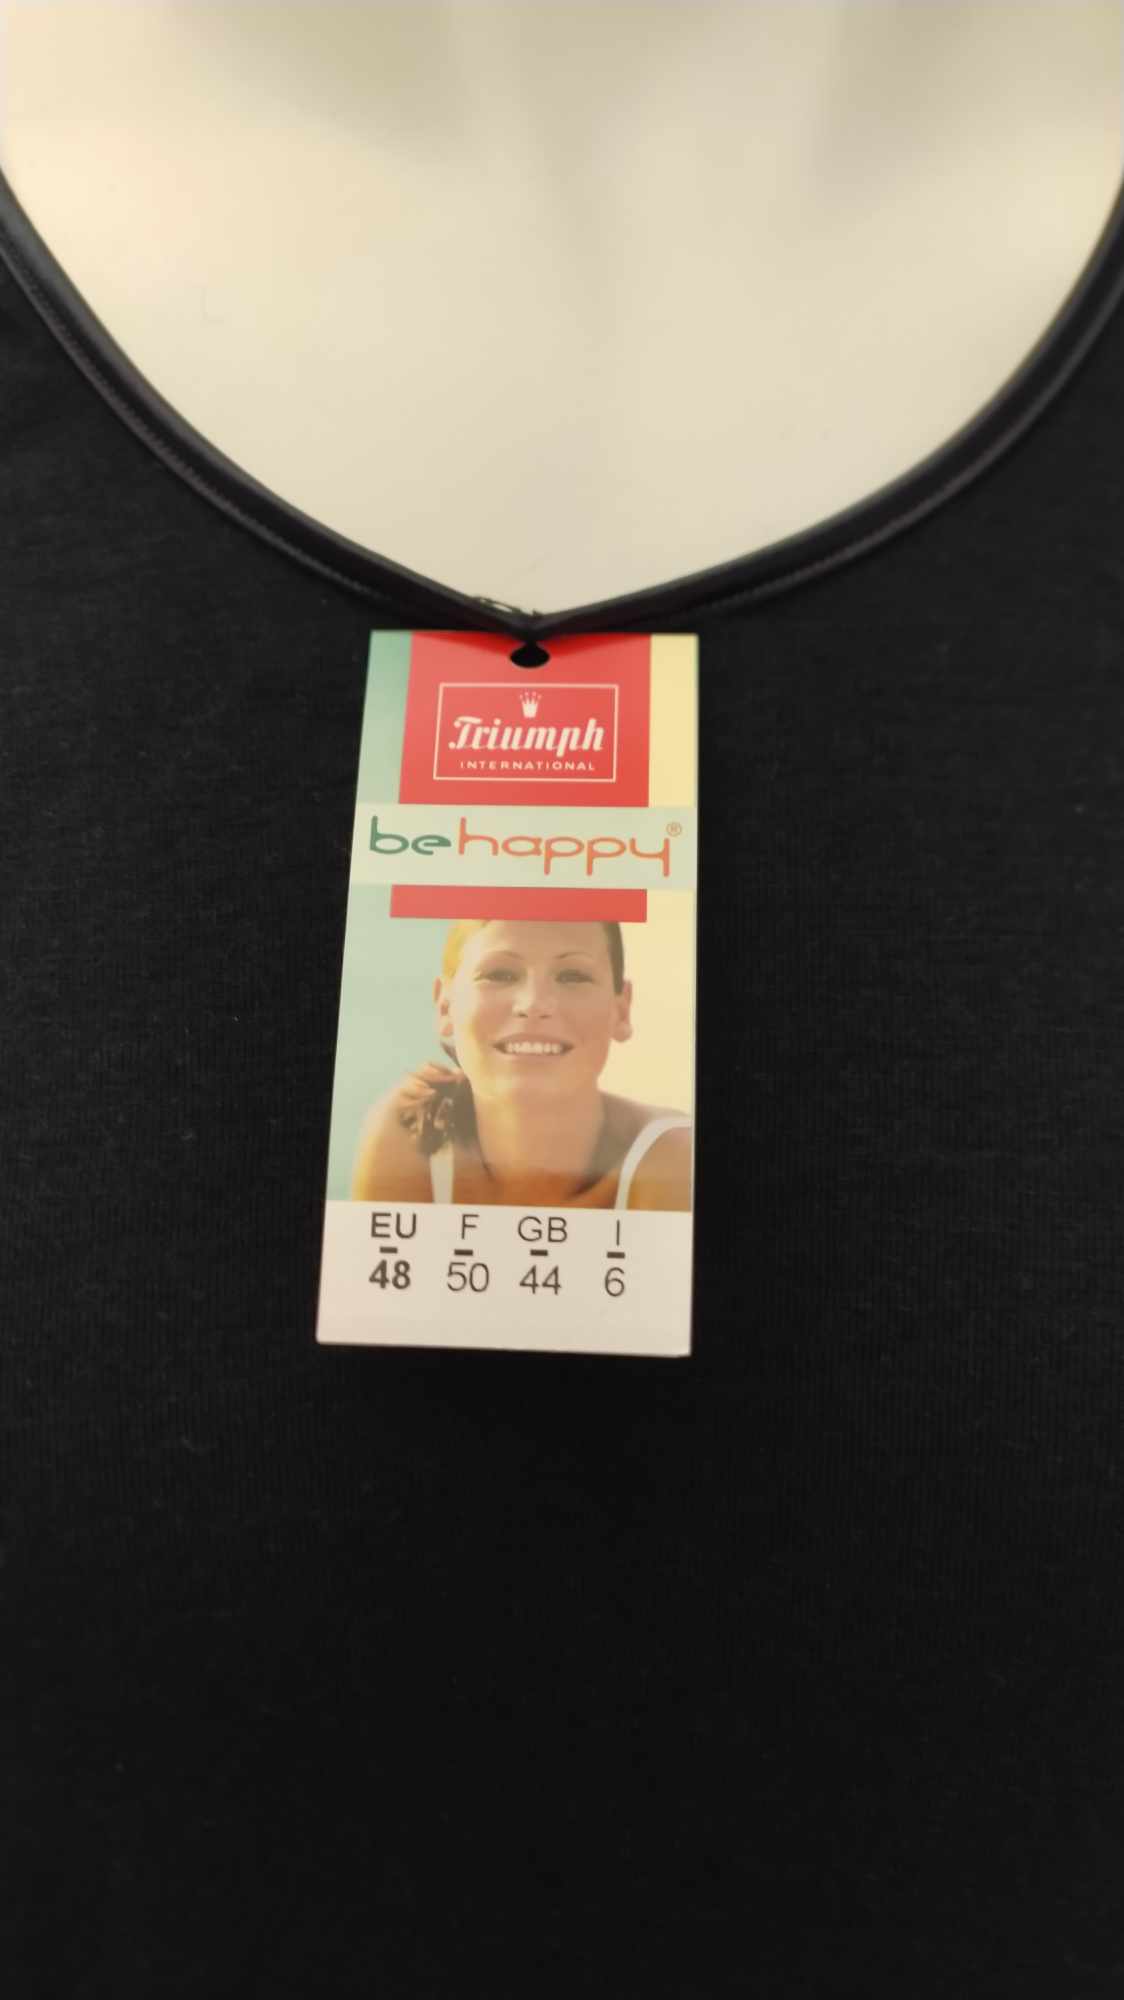 Triumph
INTERNATIONAL
behappy®
EU F GB I
48 50 44 6